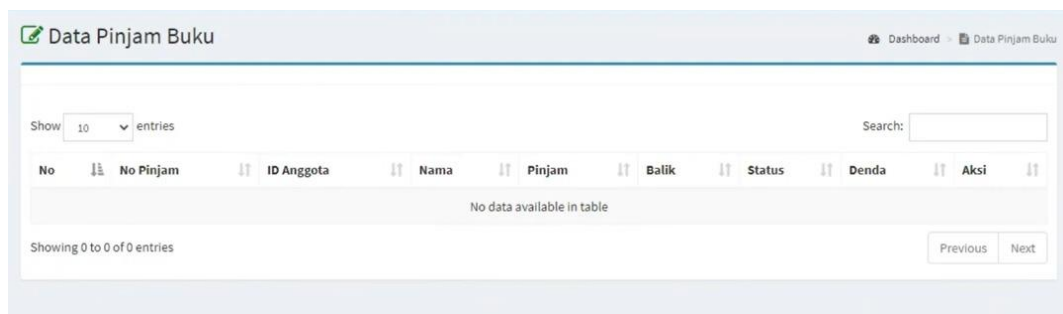 Data Pinjam Buku
Dashboard > Data Pinjam Buku
Show 10 entries
Search:
No No Pinjam ID Anggota Nama Pinjam Balik Status Denda Aksi
No data available in table
Showing 0 to 0 of 0 entries
Previous Next